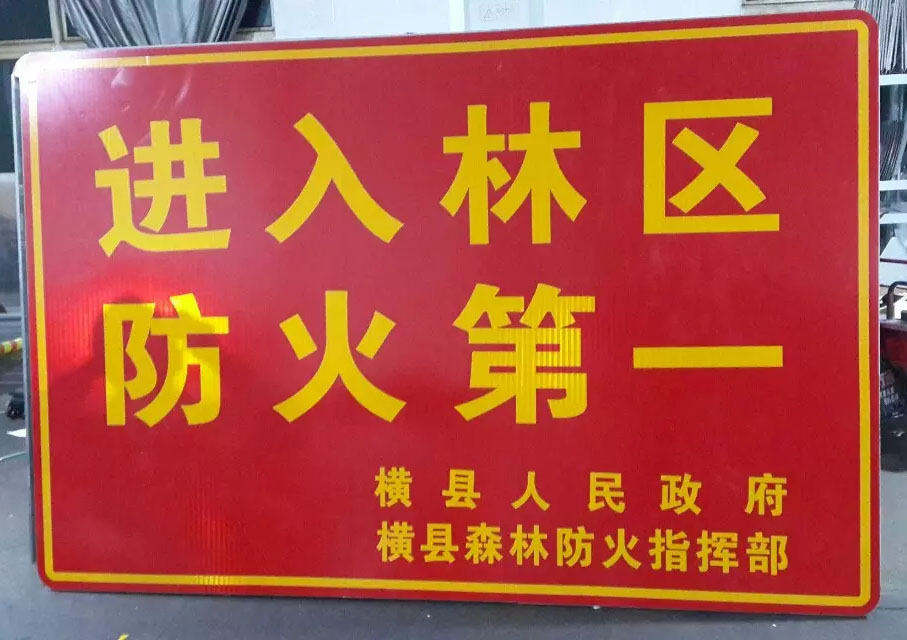 进入林区
防火第一
横县人民政府
横县森林防火指挥部